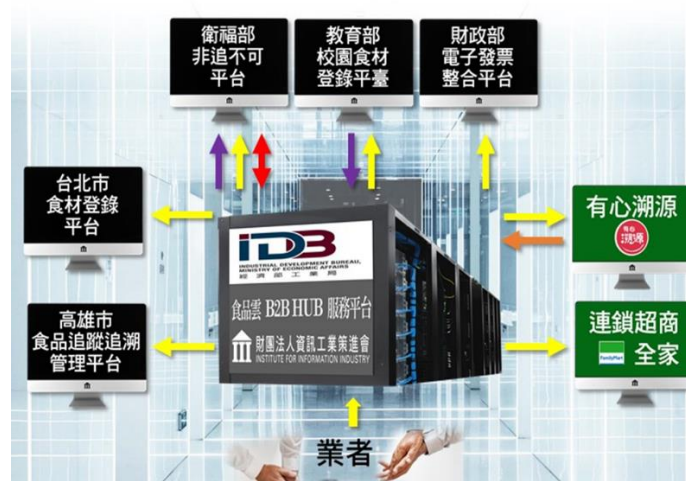 衛福部
非追不可
平台
教育部
校園食材
登錄平臺
財政部
電子發票
整合平台
台北市
食材登錄
平台
高雄市
食品追蹤追溯
管理平台
IDB
INDUSTRIAL DEVELOPMENT BUREAU,
MINISTRY OF ECONOMIC AFFAIRS
經濟部工業局
食品雲 B2B HUB 服務平台
財團法人資訊工業策進會
INSTITUTE FOR INFORMATION INDUSTRY
有心溯源
有心
溯源
連鎖超商
FamilyMart
全家
業者